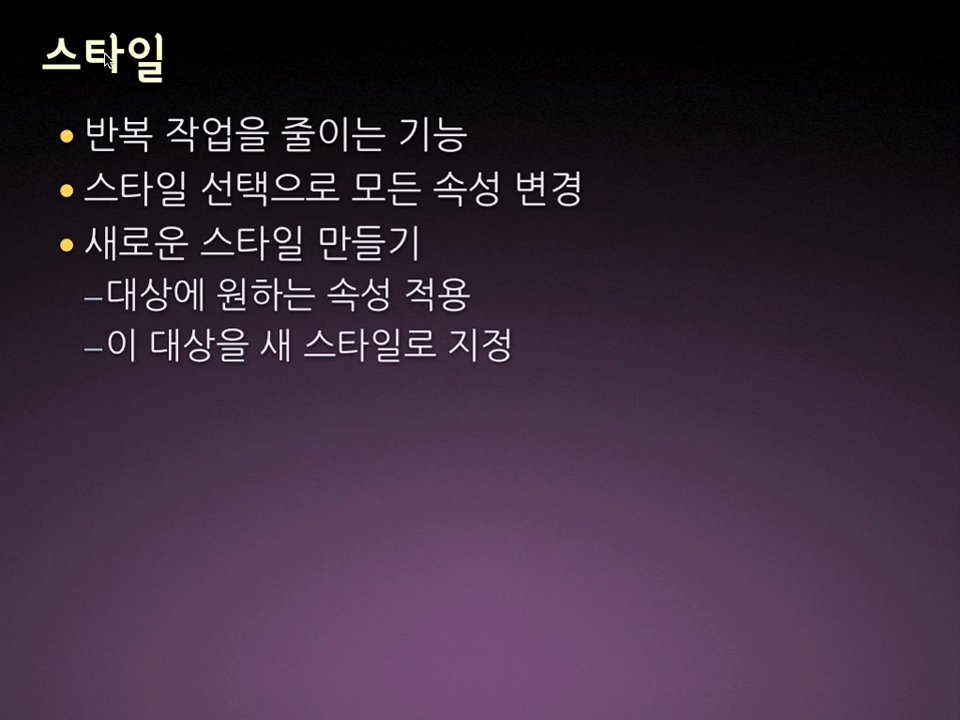 스타일
• 반복 작업을 줄이는 기능
• 스타일 선택으로 모든 속성 변경
• 새로운 스타일 만들기
–대상에 원하는 속성 적용
–이 대상을 새 스타일로 지정